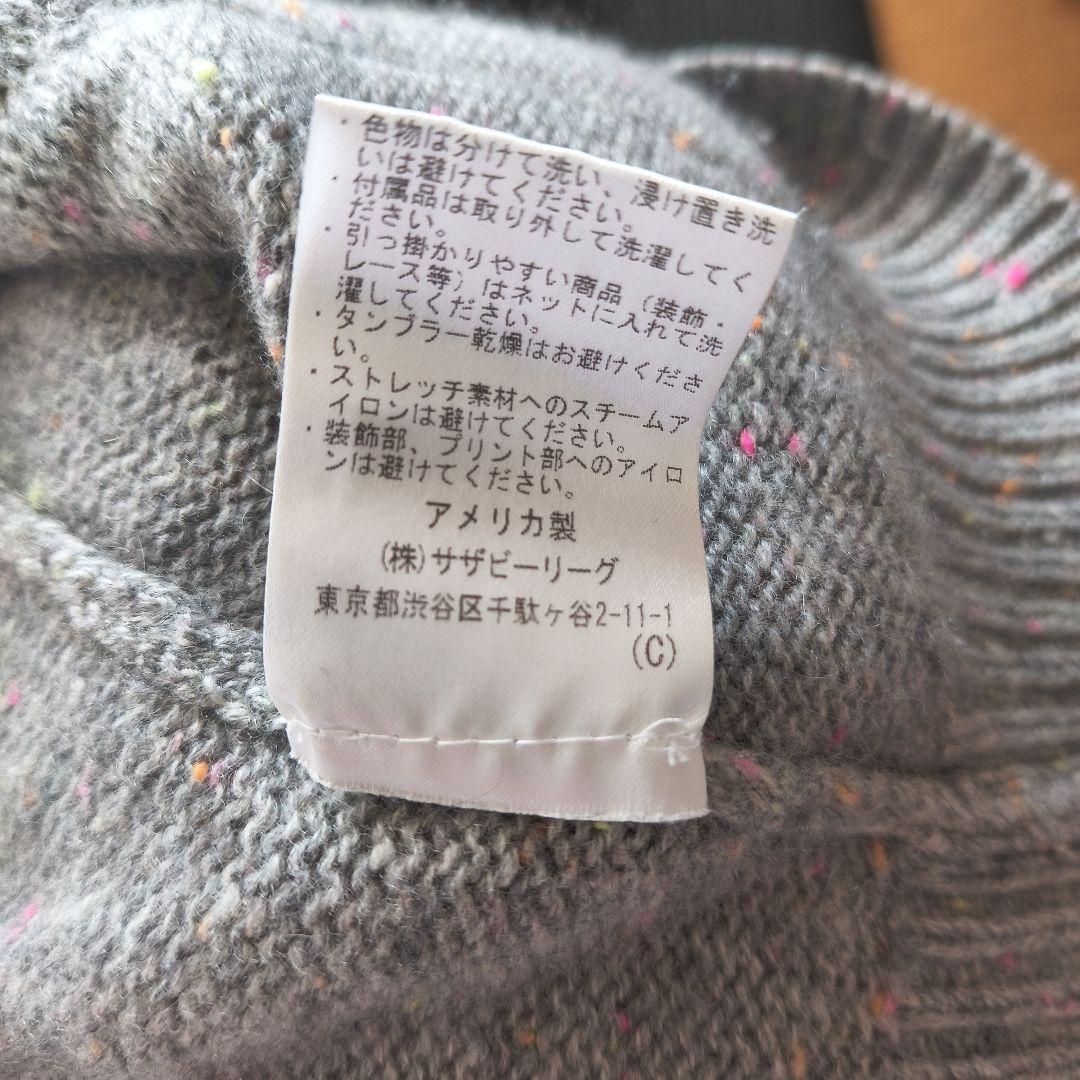 ・色物は分けて洗い、浸け置き洗
いは避けてください。
・付属品は取り外して洗濯してく
ださい。
・引っ掛かりやすい商品（装飾・
レース等）はネットに入れて洗
濯してください。
・タンブラー乾燥はお避けくださ
い。
・ストレッチ素材へのスチームア
イロンは避けてください。
・装飾部、プリント部へのアイロ
ンは避けてください。
アメリカ製
(株)サザビーリーグ
東京都渋谷区千駄ヶ谷2-11-1
(C)